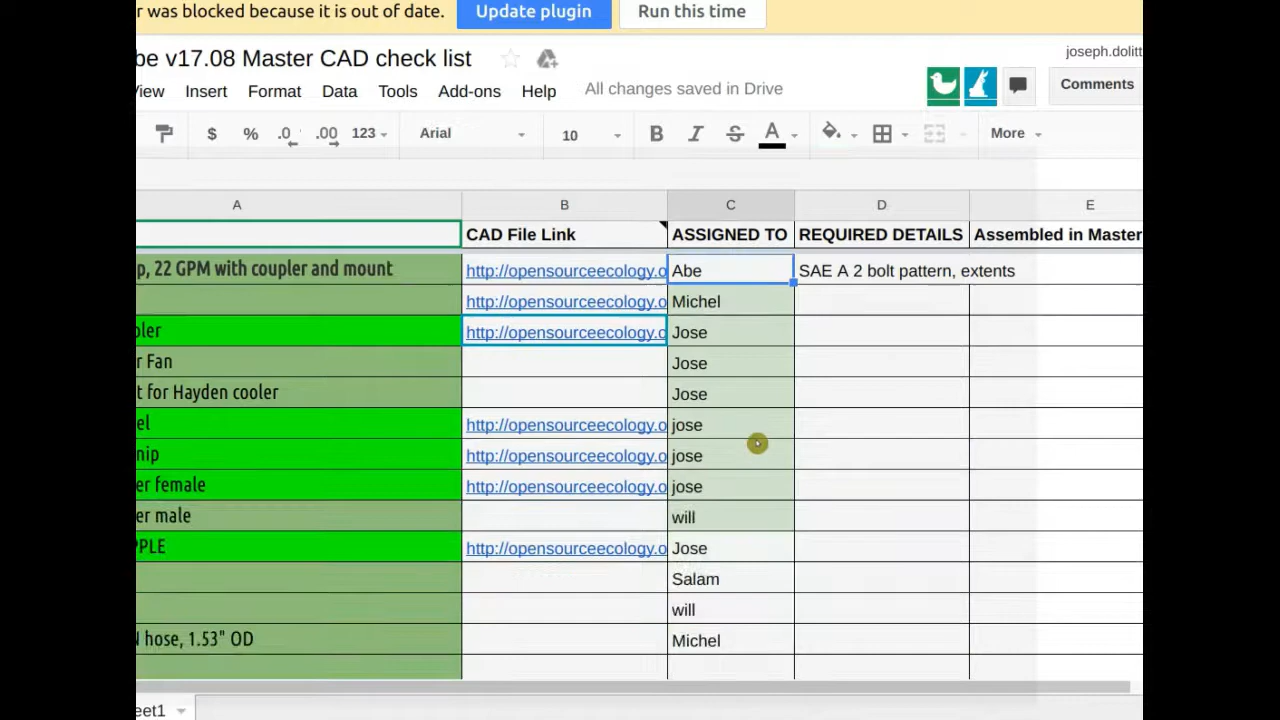 r was blocked because it is out of date. Update plugin Run this time
be v17.08 Master CAD check list
joseph.dolitt
View Insert Format Data Tools Add-ons Help All changes saved in Drive
Comments
$ % .0 .00 123 Arial 10 B I S A More
A B C D E
CAD File Link ASSIGNED TO REQUIRED DETAILS Assembled in Master
p, 22 GPM with coupler and mount http://opensourceecology.o Abe SAE A 2 bolt pattern, extents
http://opensourceecology.o Michel
oler http://opensourceecology.o Jose
r Fan Jose
t for Hayden cooler Jose
el http://opensourceecology.o jose
nip http://opensourceecology.o jose
er female http://opensourceecology.o jose
er male will
PPLE http://opensourceecology.o Jose
Salam
will
N hose, 1.53" OD Michel
eet1